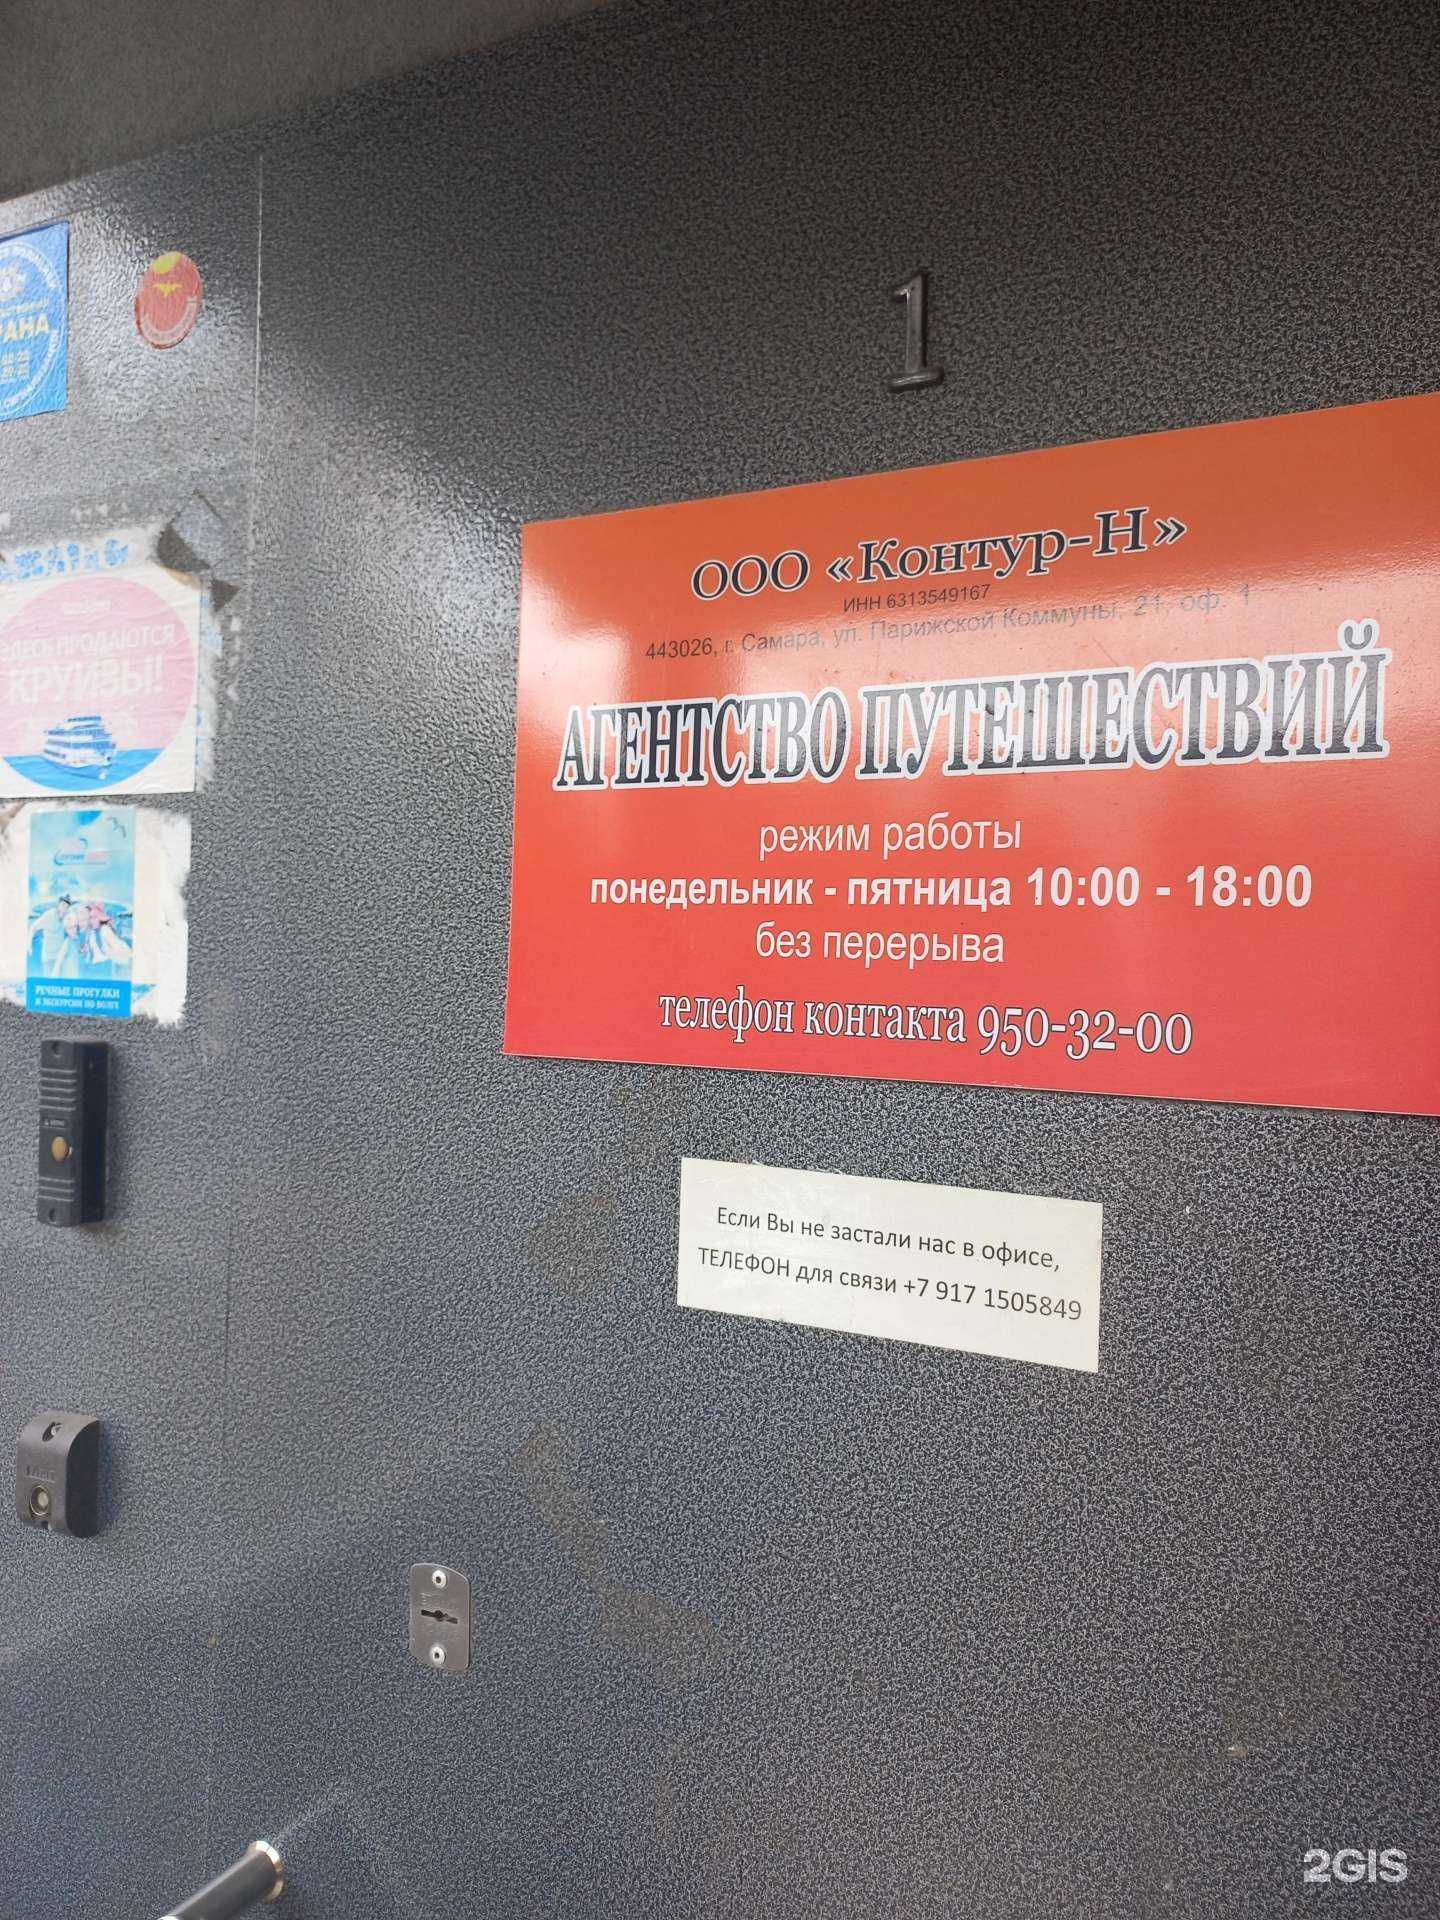 1
ООО «Контур-Н»
ИНН 6313549167
443026, г. Самара, ул. Парижской Коммуны, 21, оф. 1
АГЕНТСТВО ПУТЕШЕСТВИЙ
режим работы
понедельник - пятница 10:00 - 18:00
без перерыва
телефон контакта 950-32-00
Если Вы не застали нас в офисе,
ТЕЛЕФОН для связи +7 917 1505849
ПРОДАЮТСЯ
КРУИЗЫ!
РЕЧНЫЕ ПРОГУЛКИ
И ЭКСКУРСИИ ПО ВОЛГЕ
2GIS